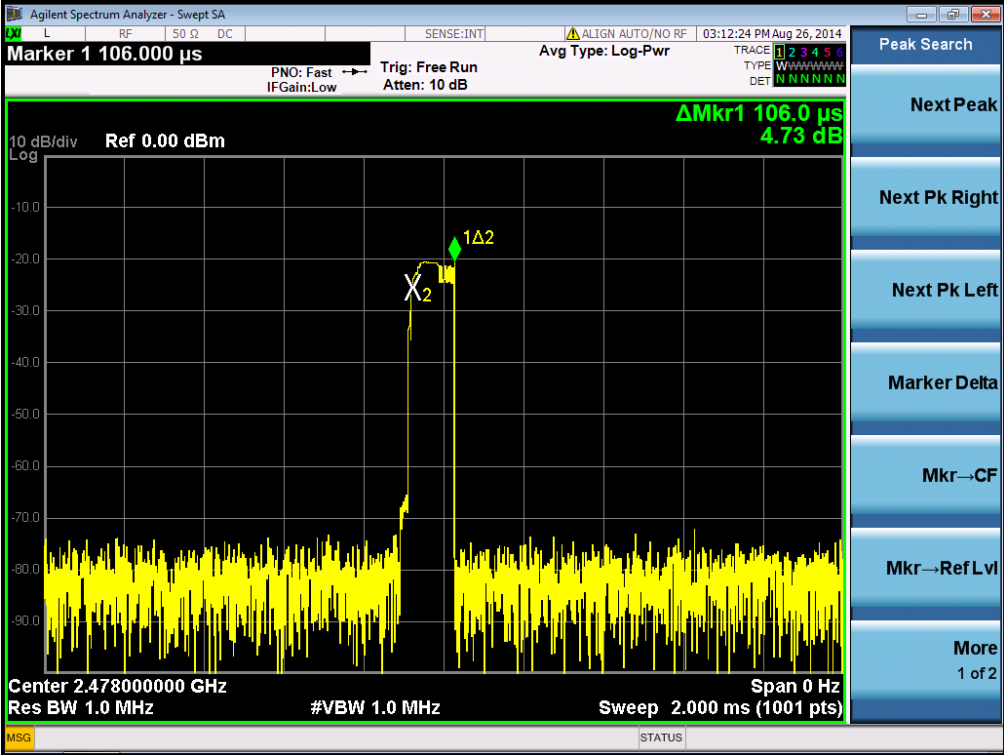 Agilent Spectrum Analyzer - Swept SA
LXI L RF 50 Ω DC SENSE:INT ALIGN AUTO/NO RF 03:12:24 PM Aug 26, 2014
Marker 1 106.000 µs
Avg Type: Log-Pwr
TRACE 1 2 3 4 5 6
PNO: Fast
Trig: Free Run
TYPE WWWWWW
IFGain:Low
Atten: 10 dB
DET N N N N N N
ΔMkr1 106.0 µs
4.73 dB
10 dB/div Ref 0.00 dBm
Log
-10.0
-20.0
-30.0
-40.0
-50.0
-60.0
-70.0
-80.0
-90.0
1Δ2
X2
Center 2.478000000 GHz Span 0 Hz
Res BW 1.0 MHz #VBW 1.0 MHz Sweep 2.000 ms (1001 pts)
MSG STATUS
Peak Search
Next Peak
Next Pk Right
Next Pk Left
Marker Delta
Mkr→CF
Mkr→Ref Lvl
More
1 of 2